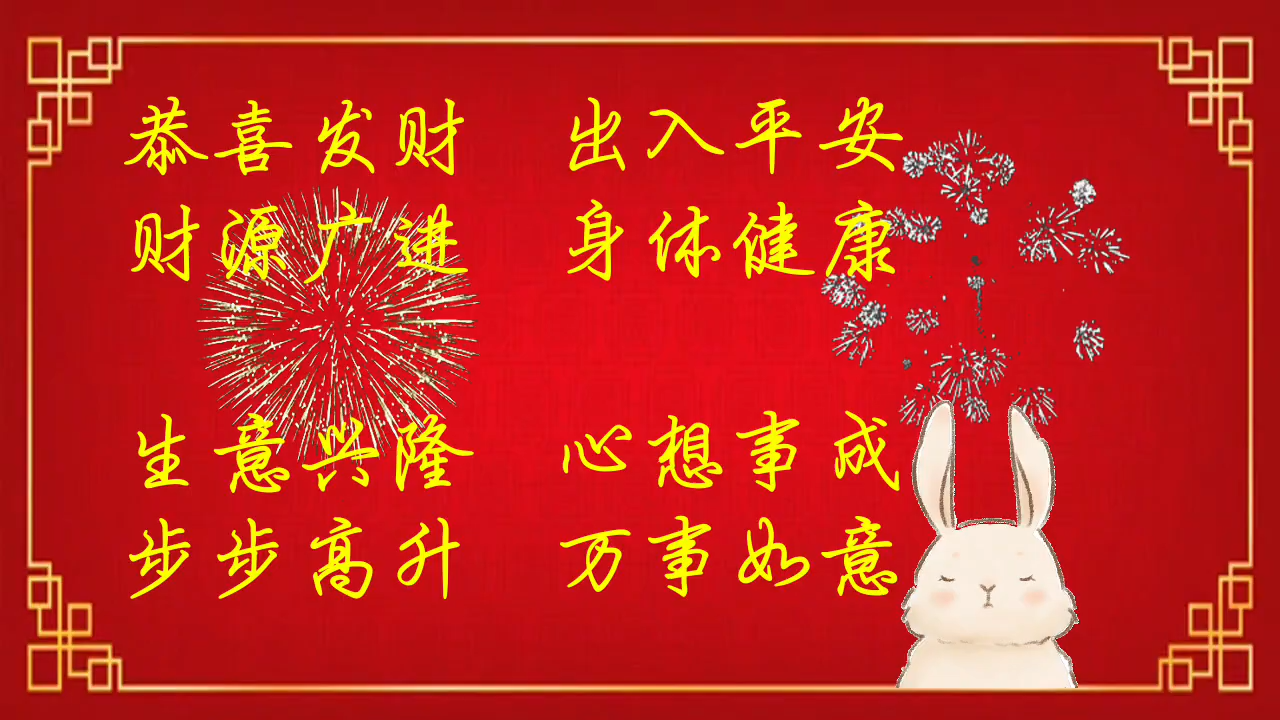 恭喜发财 出入平安
财源广进 身体健康
生意兴隆 心想事成
步步高升 万事如意